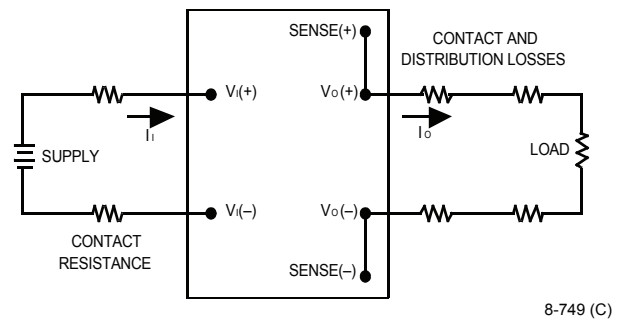 SENSE(+)
CONTACT AND
DISTRIBUTION LOSSES
VI(+)
VO(+)
II
IO
SUPPLY
LOAD
VI(–)
VO(–)
CONTACT
RESISTANCE
SENSE(–)
8-749 (C)